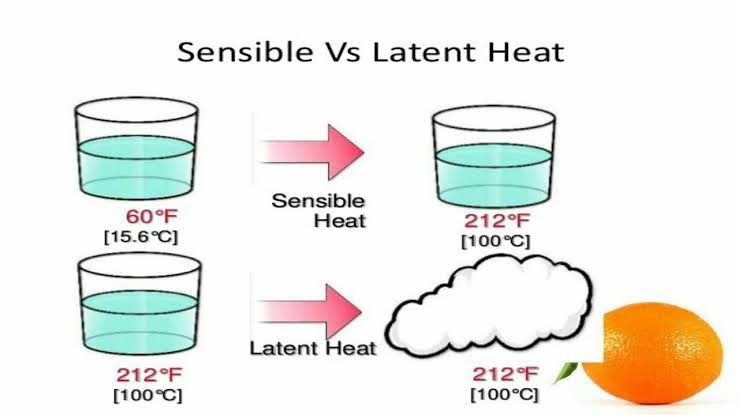 Sensible Vs Latent Heat
Sensible
Heat
60°F
[15.6°C]
212°F
[100°C]
Latent Heat
212°F
[100°C]
212°F
[100°C]